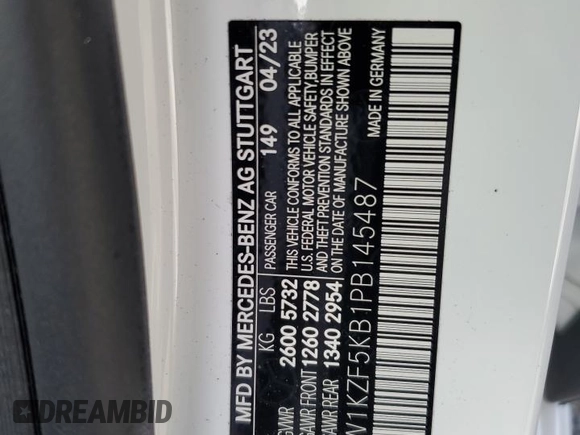 MFD BY MERCEDES-BENZ AG STUTTGART
KG LBS PASSENGER CAR 149 04/23
GVWR 2600 5732 THIS VEHICLE CONFORMS TO ALL APPLICABLE
GAWR FRONT 1260 2778 U.S. FEDERAL MOTOR VEHICLE SAFETY, BUMPER
GAWR REAR 1340 2954 AND THEFT PREVENTION STANDARDS IN EFFECT
ON THE DATE OF MANUFACTURE SHOWN ABOVE
W1KZF5KB1PB145487 MADE IN GERMANY
DREAMBID